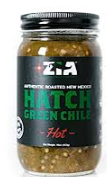 ZIA
AUTHENTIC ROASTED NEW MEXICO
HATCH
GREEN CHILE
Hot